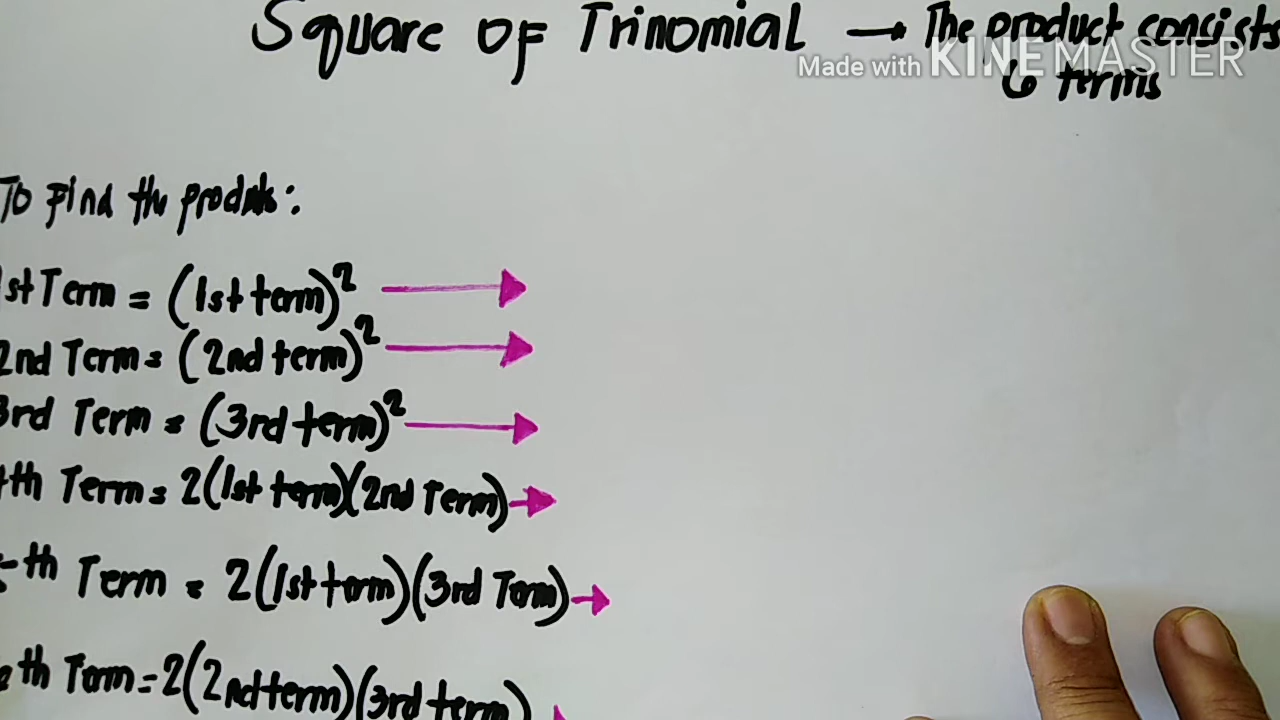 Square of Trinomial → The product consists
Made with KINEMASTER
6 terms
To Find the
1st Term = (1st term)²
2nd Term = (2nd term)²
3rd Term = (3rd term)²
th Term = 2(1st term)(2nd Term)
th Term = 2(1st term)(3rd Term)
th Term = 2(2nd term)(3rd term)